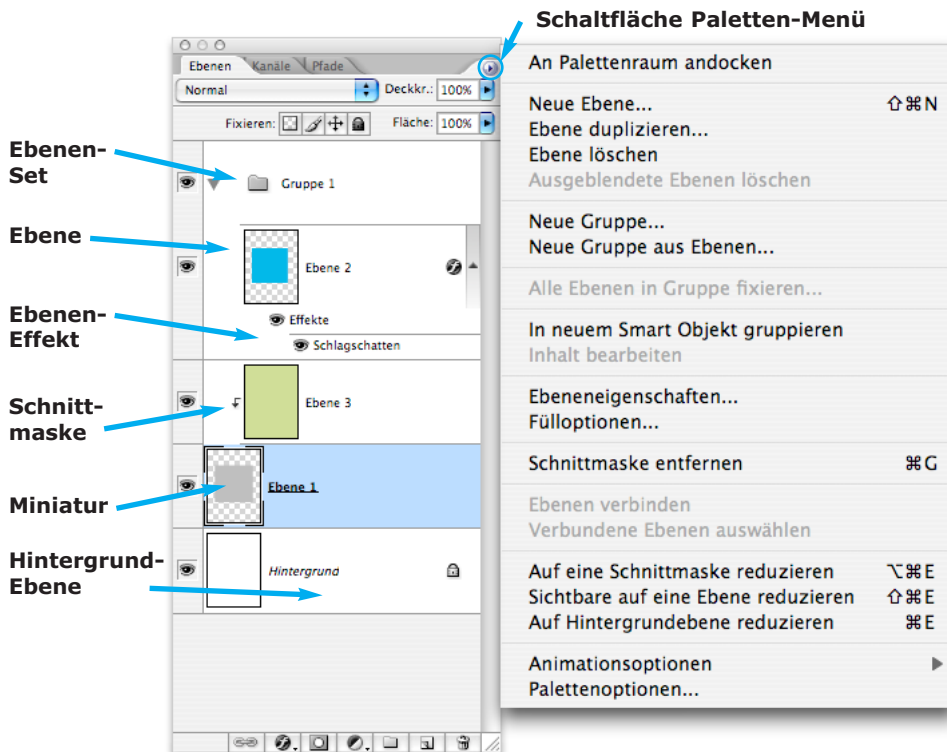 Schaltfläche Paletten-Menü
Ebenen Kanäle Pfade
Normal Deckkr.: 100%
Fixieren: Fläche: 100%
Ebenen-
Set
Gruppe 1
Ebene
Ebene 2
Ebenen-
Effekt
Effekte
Schlagschatten
Schnitt-
maske
Ebene 3
Miniatur
Ebene 1
Hintergrund-
Ebene
Hintergrund
An Palettenraum andocken
Neue Ebene... ⇧⌘N
Ebene duplizieren...
Ebene löschen
Ausgeblendete Ebenen löschen
Neue Gruppe...
Neue Gruppe aus Ebenen...
Alle Ebenen in Gruppe fixieren...
In neuem Smart Objekt gruppieren
Inhalt bearbeiten
Ebeneneigenschaften...
Fülloptionen...
Schnittmaske entfernen ⌘G
Ebenen verbinden
Verbundene Ebenen auswählen
Auf eine Schnittmaske reduzieren ⌥⌘E
Sichtbare auf eine Ebene reduzieren ⇧⌘E
Auf Hintergrundebene reduzieren ⌘E
Animationsoptionen
Palettenoptionen...